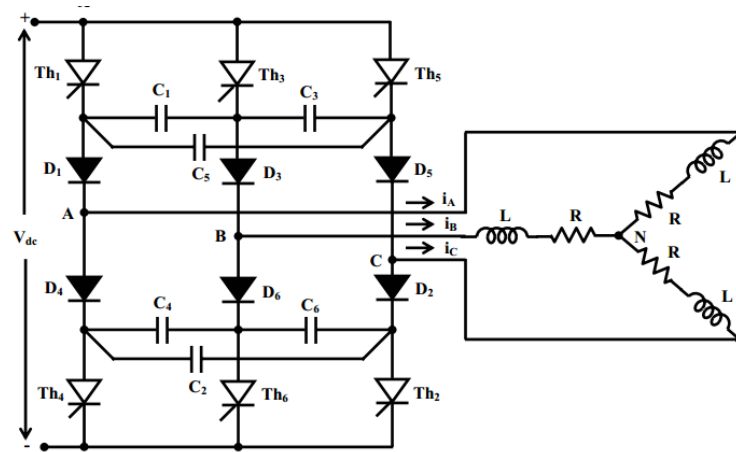 +
Th1 Th3 Th5
C1 C3
C5
D1 D3 D5
A
iA
Vdc
B
iB
L R N
C
iC
R L
R L
D4 D6 D2
C4 C6
C2
Th4 Th6 Th2
-